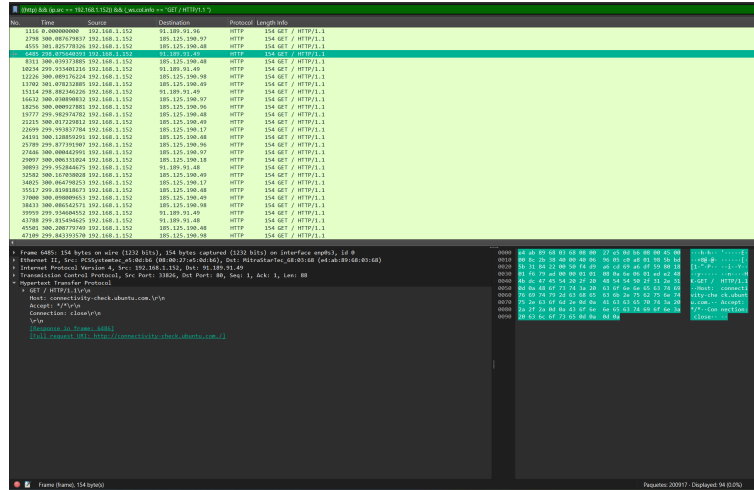 ((http) && (ip.src == 192.168.1.152)) && (_ws.col.info == "GET / HTTP/1.1 ")
No. Time Source Destination Protocol Length Info
1116 0.000000000 192.168.1.152 91.189.91.96 HTTP 154 GET / HTTP/1.1
2798 300.087679837 192.168.1.152 185.125.190.97 HTTP 154 GET / HTTP/1.1
4555 301.825778326 192.168.1.152 185.125.190.48 HTTP 154 GET / HTTP/1.1
6485 298.075640393 192.168.1.152 91.189.91.49 HTTP 154 GET / HTTP/1.1
8311 300.039373885 192.168.1.152 185.125.190.48 HTTP 154 GET / HTTP/1.1
10234 299.933401216 192.168.1.152 91.189.91.49 HTTP 154 GET / HTTP/1.1
12226 300.089176224 192.168.1.152 185.125.190.98 HTTP 154 GET / HTTP/1.1
13702 301.078232885 192.168.1.152 185.125.190.49 HTTP 154 GET / HTTP/1.1
15114 298.882346226 192.168.1.152 91.189.91.49 HTTP 154 GET / HTTP/1.1
16632 300.030890832 192.168.1.152 185.125.190.97 HTTP 154 GET / HTTP/1.1
18256 300.000927881 192.168.1.152 185.125.190.96 HTTP 154 GET / HTTP/1.1
19777 299.982974782 192.168.1.152 185.125.190.48 HTTP 154 GET / HTTP/1.1
21215 300.017229812 192.168.1.152 185.125.190.49 HTTP 154 GET / HTTP/1.1
22699 299.993837784 192.168.1.152 185.125.190.17 HTTP 154 GET / HTTP/1.1
24191 300.128859291 192.168.1.152 185.125.190.48 HTTP 154 GET / HTTP/1.1
25789 299.877391907 192.168.1.152 185.125.190.96 HTTP 154 GET / HTTP/1.1
27446 300.000442991 192.168.1.152 185.125.190.97 HTTP 154 GET / HTTP/1.1
29097 300.006331024 192.168.1.152 185.125.190.18 HTTP 154 GET / HTTP/1.1
30893 299.952844675 192.168.1.152 91.189.91.48 HTTP 154 GET / HTTP/1.1
32582 300.167038028 192.168.1.152 185.125.190.49 HTTP 154 GET / HTTP/1.1
34025 300.064798253 192.168.1.152 185.125.190.17 HTTP 154 GET / HTTP/1.1
35517 299.819818673 192.168.1.152 185.125.190.48 HTTP 154 GET / HTTP/1.1
37000 300.098009653 192.168.1.152 185.125.190.49 HTTP 154 GET / HTTP/1.1
38433 300.086542571 192.168.1.152 185.125.190.98 HTTP 154 GET / HTTP/1.1
39959 299.934604552 192.168.1.152 91.189.91.49 HTTP 154 GET / HTTP/1.1
43788 299.815494625 192.168.1.152 91.189.91.48 HTTP 154 GET / HTTP/1.1
45501 300.208779749 192.168.1.152 185.125.190.48 HTTP 154 GET / HTTP/1.1
47109 299.843393570 192.168.1.152 185.125.190.98 HTTP 154 GET / HTTP/1.1
Frame 6485: 154 bytes on wire (1232 bits), 154 bytes captured (1232 bits) on interface enp0s3, id 0
Ethernet II, Src: PCSSystemtec_e5:0d:b6 (08:00:27:e5:0d:b6), Dst: MitraStarTec_68:03:68 (e4:ab:89:68:03:68)
Internet Protocol Version 4, Src: 192.168.1.152, Dst: 91.189.91.49
Transmission Control Protocol, Src Port: 33826, Dst Port: 80, Seq: 1, Ack: 1, Len: 88
Hypertext Transfer Protocol
GET / HTTP/1.1\r\n
Host: connectivity-check.ubuntu.com.\r\n
Accept: */*\r\n
Connection: close\r\n
\r\n
[Response in frame: 6486]
[Full request URI: http://connectivity-check.ubuntu.com./]
Frame (frame), 154 byte(s)
Paquetes: 200917 · Displayed: 94 (0.0%)